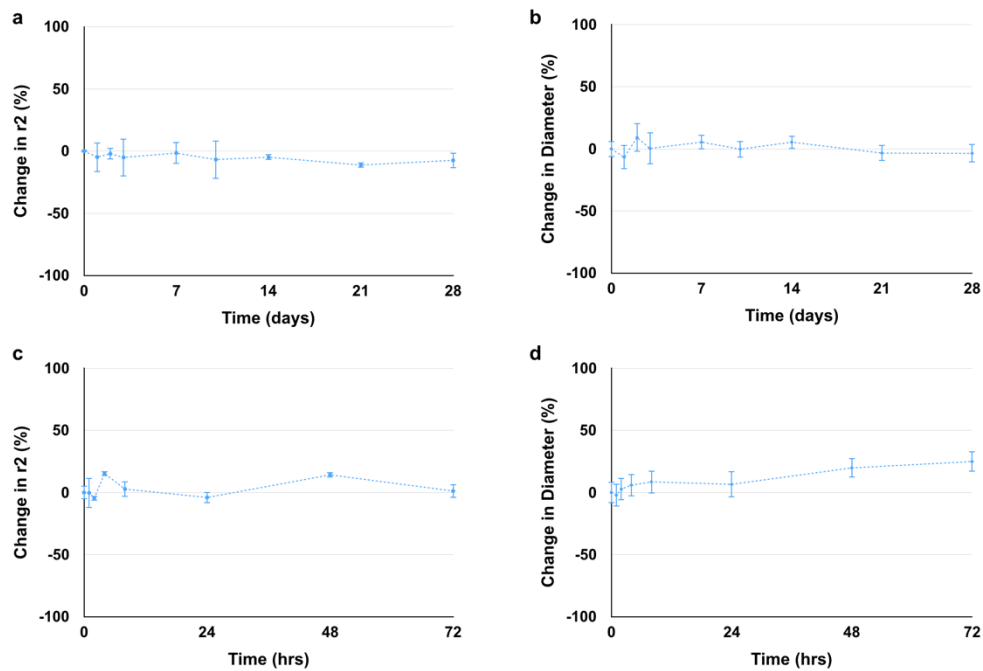 a
100
50
0
-50
-100
Change in r2 (%)
0 7 14 21 28
Time (days)
b
100
50
0
-50
-100
Change in Diameter (%)
0 7 14 21 28
Time (days)
c
100
50
0
-50
-100
Change in r2 (%)
0 24 48 72
Time (hrs)
d
100
50
0
-50
-100
Change in Diameter (%)
0 24 48 72
Time (hrs)